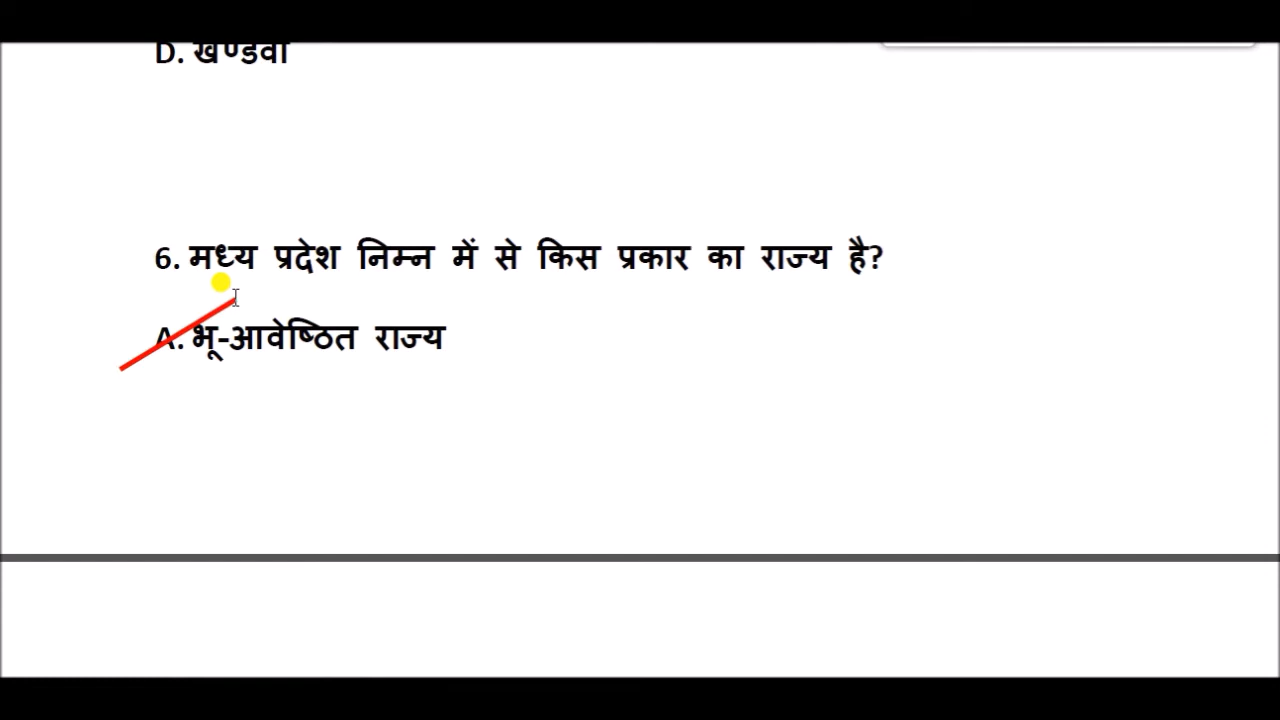 D. खण्डवा
6. मध्य प्रदेश निम्न में से किस प्रकार का राज्य है?
A. भू-आवेष्ठित राज्य